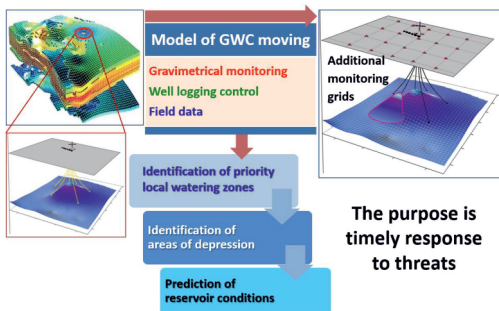 Model of GWC moving
Gravimetrical monitoring
Well logging control
Field data
Additional
monitoring
grids
Identification of priority
local watering zones
Identification of
areas of depression
Prediction of
reservoir conditions
The purpose is
timely response
to threats